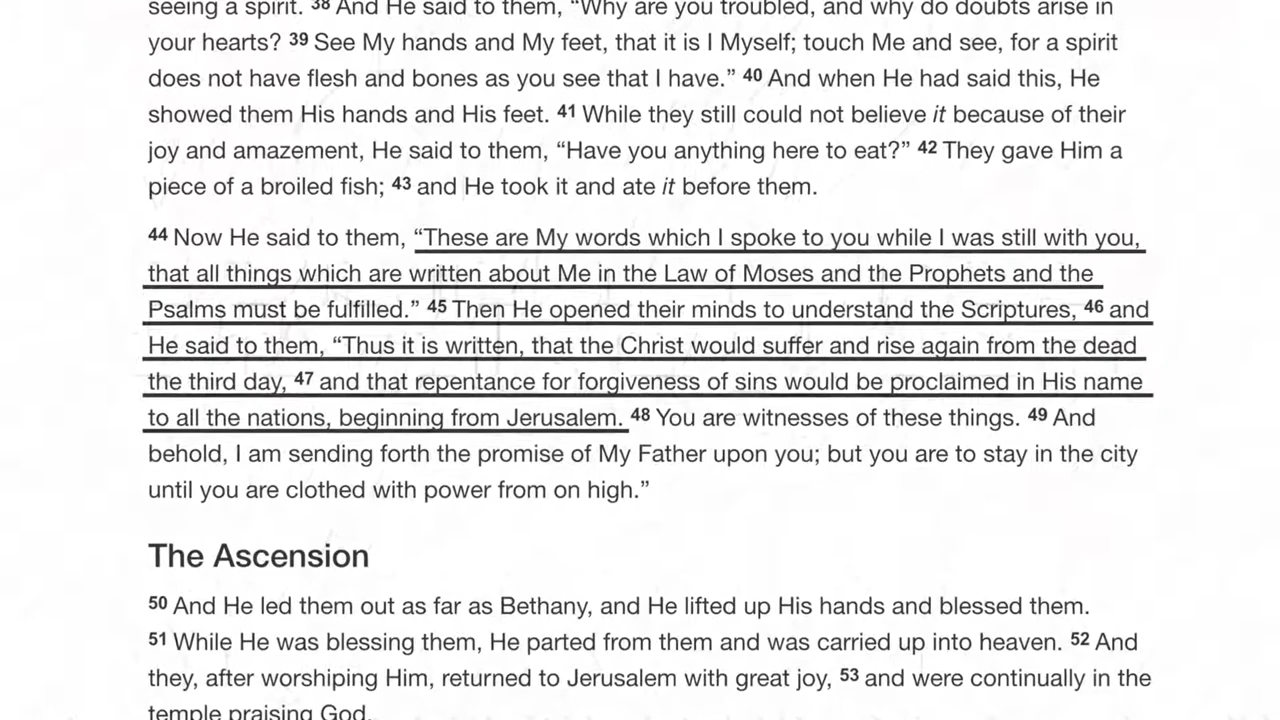 seeing a spirit. 38 And He said to them, “Why are you troubled, and why do doubts arise in
your hearts? 39 See My hands and My feet, that it is I Myself; touch Me and see, for a spirit
does not have flesh and bones as you see that I have.” 40 And when He had said this, He
showed them His hands and His feet. 41 While they still could not believe it because of their
joy and amazement, He said to them, “Have you anything here to eat?” 42 They gave Him a
piece of a broiled fish; 43 and He took it and ate it before them.
44 Now He said to them, “These are My words which I spoke to you while I was still with you,
that all things which are written about Me in the Law of Moses and the Prophets and the
Psalms must be fulfilled.” 45 Then He opened their minds to understand the Scriptures, 46 and
He said to them, “Thus it is written, that the Christ would suffer and rise again from the dead
the third day, 47 and that repentance for forgiveness of sins would be proclaimed in His name
to all the nations, beginning from Jerusalem. 48 You are witnesses of these things. 49 And
behold, I am sending forth the promise of My Father upon you; but you are to stay in the city
until you are clothed with power from on high.”
The Ascension
50 And He led them out as far as Bethany, and He lifted up His hands and blessed them.
51 While He was blessing them, He parted from them and was carried up into heaven. 52 And
they, after worshiping Him, returned to Jerusalem with great joy, 53 and were continually in the
temple praising God.